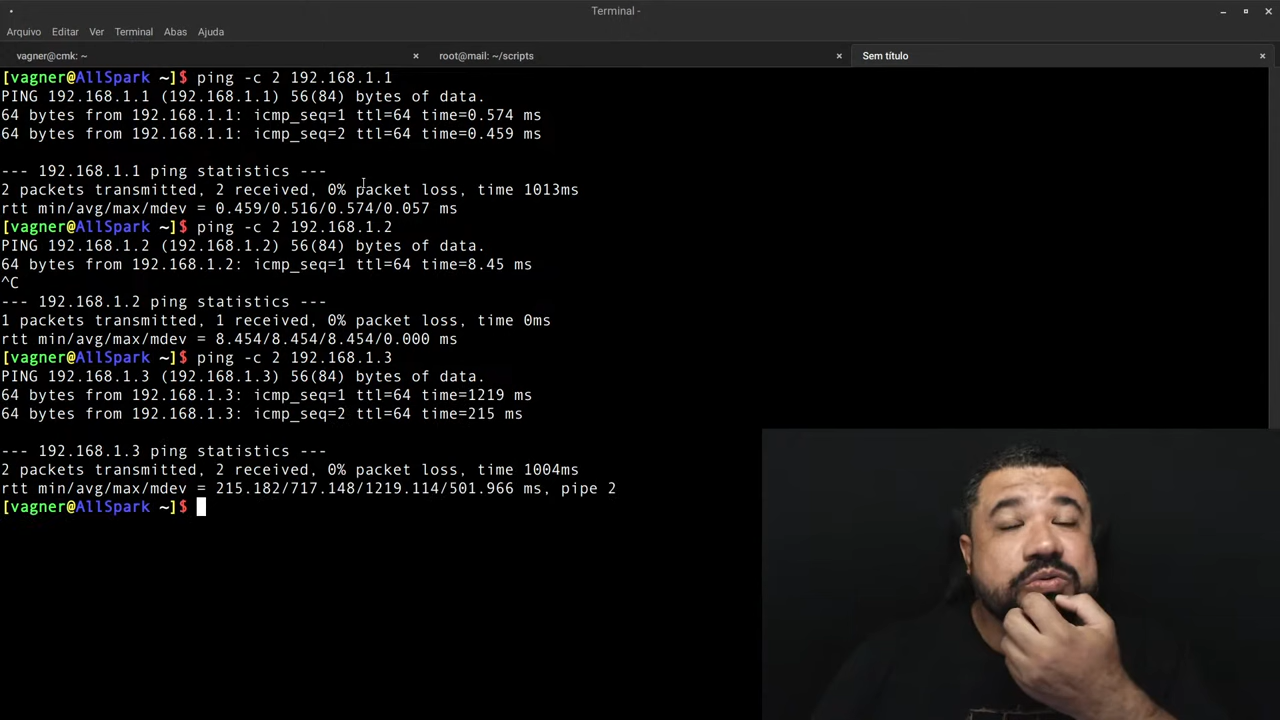 Terminal -
Arquivo Editar Ver Terminal Abas Ajuda
vagner@cmk: ~ × root@mail: ~/scripts × Sem título ×
[vagner@AllSpark ~]$ ping -c 2 192.168.1.1
PING 192.168.1.1 (192.168.1.1) 56(84) bytes of data.
64 bytes from 192.168.1.1: icmp_seq=1 ttl=64 time=0.574 ms
64 bytes from 192.168.1.1: icmp_seq=2 ttl=64 time=0.459 ms
--- 192.168.1.1 ping statistics ---
2 packets transmitted, 2 received, 0% packet loss, time 1013ms
rtt min/avg/max/mdev = 0.459/0.516/0.574/0.057 ms
[vagner@AllSpark ~]$ ping -c 2 192.168.1.2
PING 192.168.1.2 (192.168.1.2) 56(84) bytes of data.
64 bytes from 192.168.1.2: icmp_seq=1 ttl=64 time=8.45 ms
^C
--- 192.168.1.2 ping statistics ---
1 packets transmitted, 1 received, 0% packet loss, time 0ms
rtt min/avg/max/mdev = 8.454/8.454/8.454/0.000 ms
[vagner@AllSpark ~]$ ping -c 2 192.168.1.3
PING 192.168.1.3 (192.168.1.3) 56(84) bytes of data.
64 bytes from 192.168.1.3: icmp_seq=1 ttl=64 time=1219 ms
64 bytes from 192.168.1.3: icmp_seq=2 ttl=64 time=215 ms
--- 192.168.1.3 ping statistics ---
2 packets transmitted, 2 received, 0% packet loss, time 1004ms
rtt min/avg/max/mdev = 215.182/717.148/1219.114/501.966 ms, pipe 2
[vagner@AllSpark ~]$